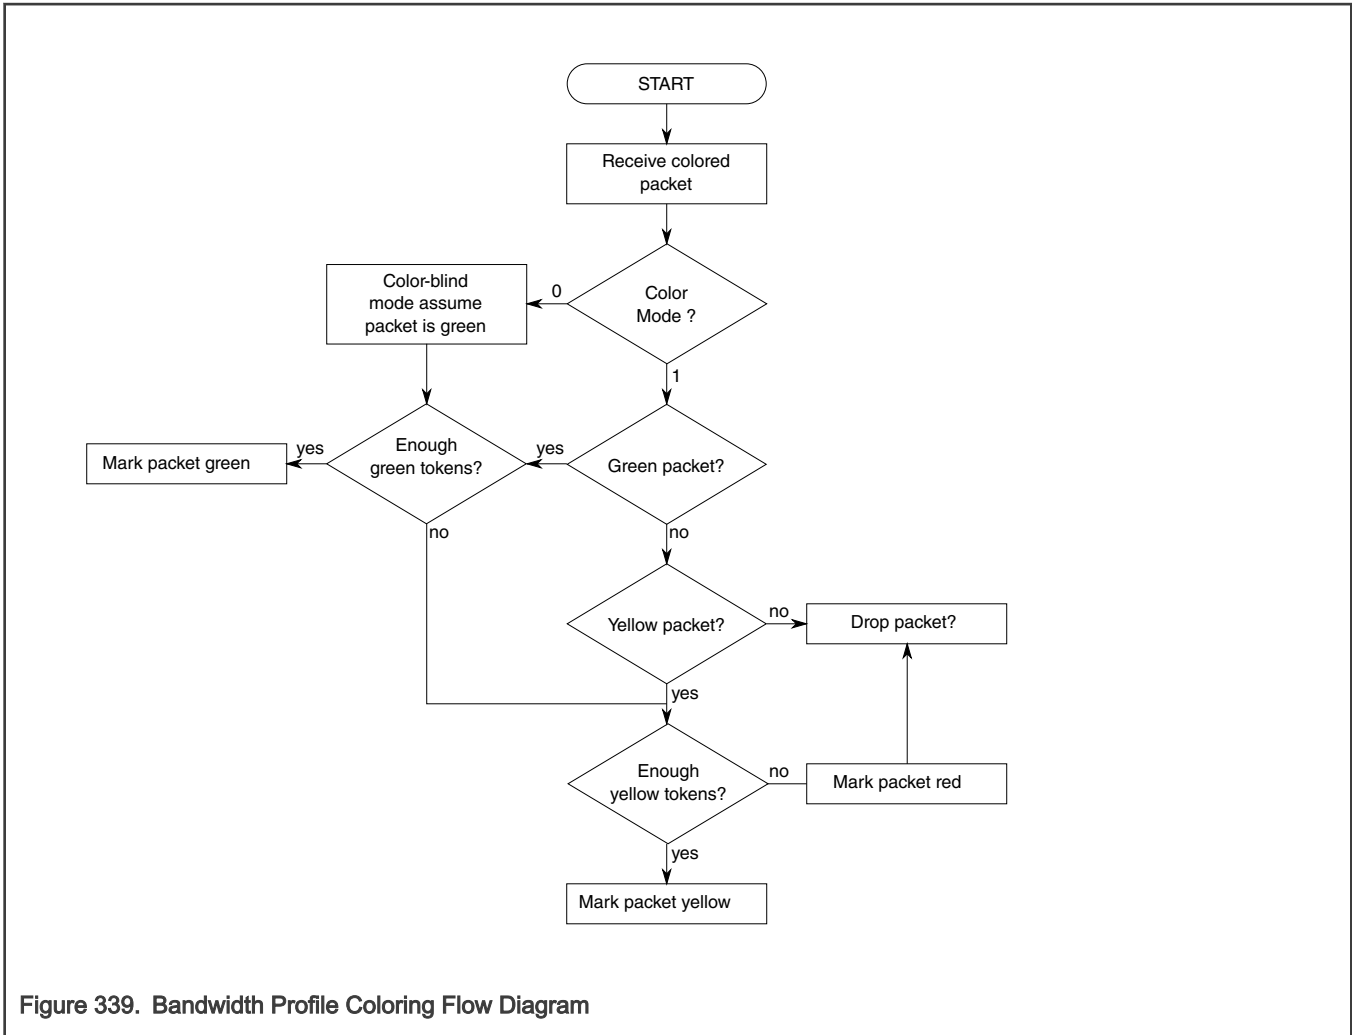 START
Receive colored
packet
Color-blind
mode assume
packet is green
0
Color
Mode ?
1
Mark packet green
yes
Enough
green tokens?
yes
Green packet?
no
no
Yellow packet?
no
Drop packet?
yes
Enough
yellow tokens?
no
Mark packet red
yes
Mark packet yellow
Figure 339. Bandwidth Profile Coloring Flow Diagram